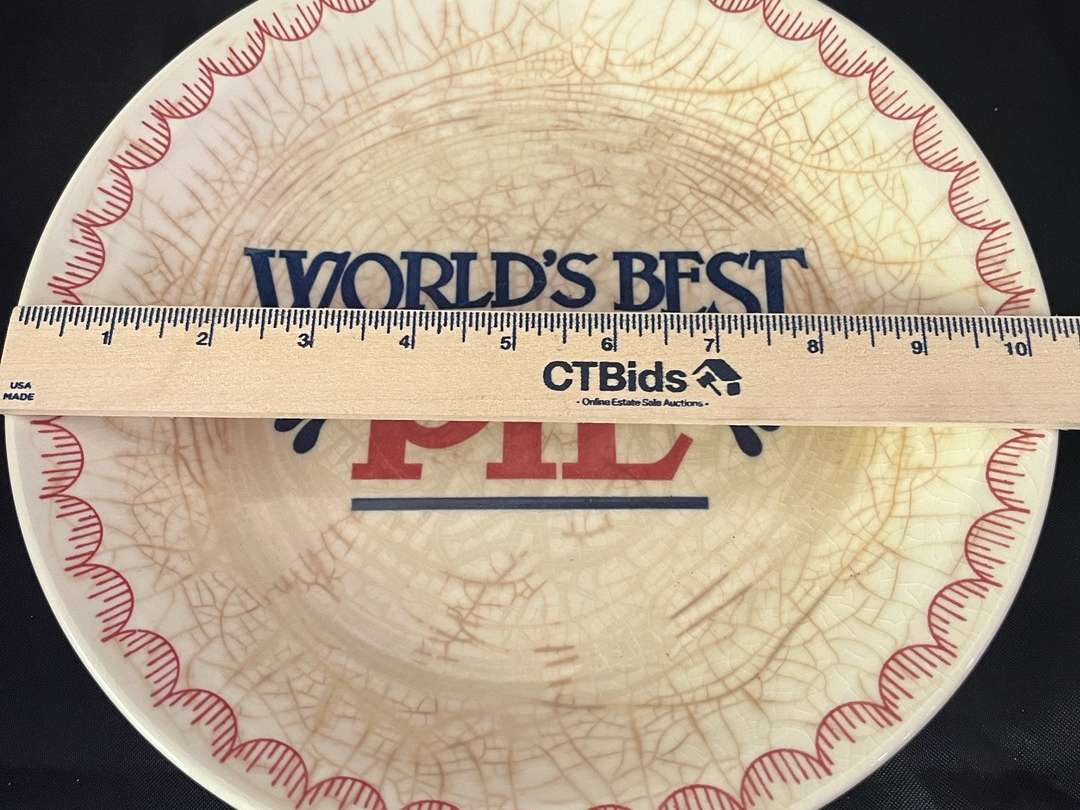 WORLD'S BEST
1 2 3 4 5 6 7 8 9 10
CTBids
- Online Estate Sale Auctions -
USA
MADE
PIE